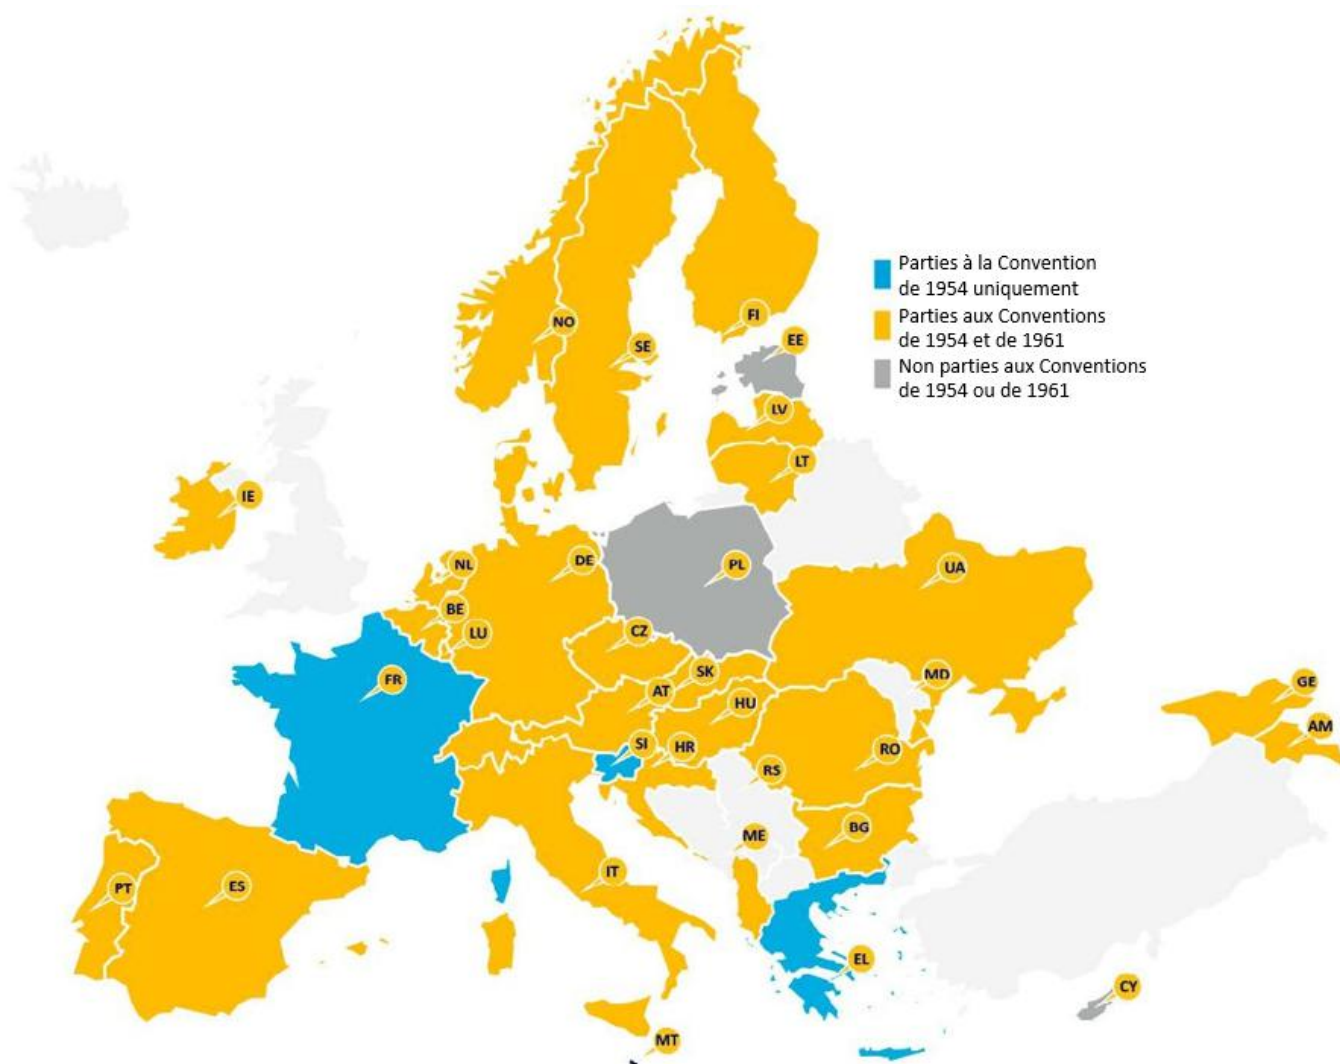 Parties à la Convention
de 1954 uniquement
Parties aux Conventions
de 1954 et de 1961
Non parties aux Conventions
de 1954 ou de 1961
FI
NO
EE
SE
LV
LT
IE
NL
DE
PL
UA
BE
LU
CZ
SK
MD
FR
GE
AT
HU
AM
SI
HR
RO
RS
BG
ME
IT
ES
PT
EL
CY
MT